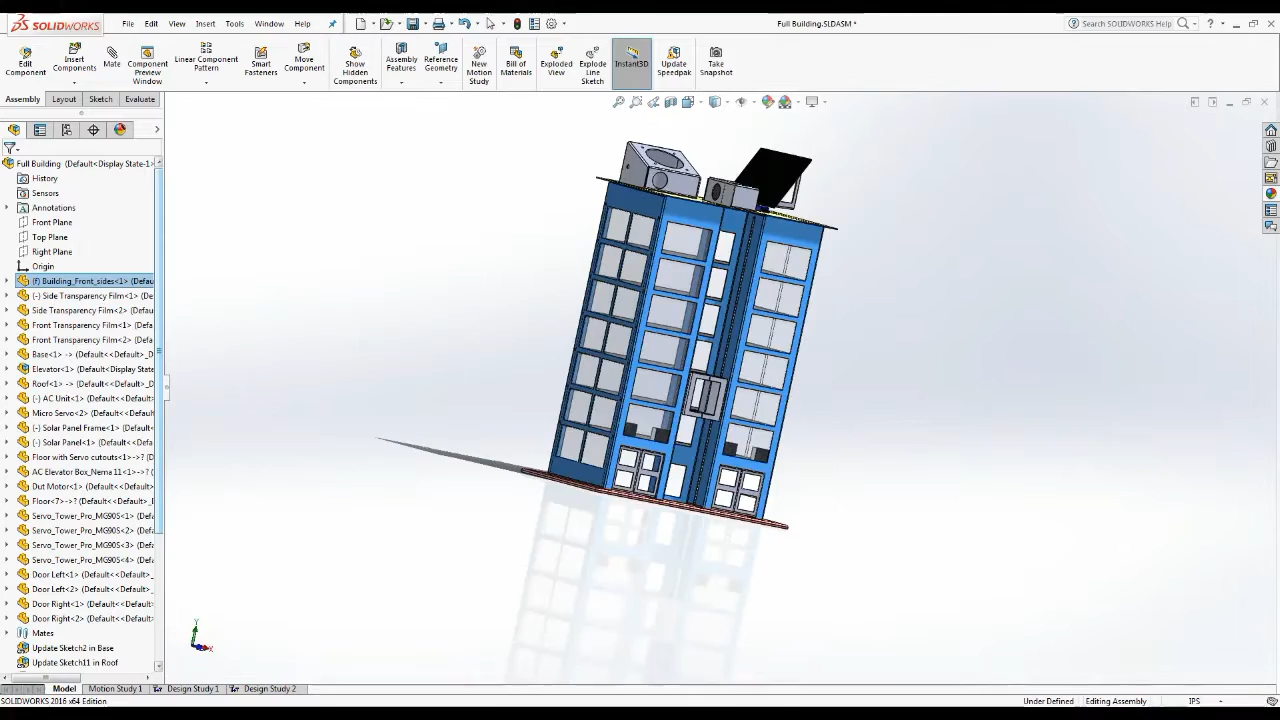 SOLIDWORKS
File Edit View Insert Tools Window Help
Full Building.SLDASM *
Search SOLIDWORKS Help
Edit Component
Insert Components
Mate
Component Preview Window
Linear Component Pattern
Smart Fasteners
Move Component
Show Hidden Components
Assembly Features
Reference Geometry
New Motion Study
Bill of Materials
Exploded View
Explode Line Sketch
Instant3D
Update Speedpak
Take Snapshot
Assembly Layout Sketch Evaluate
Full Building (Default<Display State-1>
History
Sensors
Annotations
Front Plane
Top Plane
Right Plane
Origin
(f) Building_Front_sides<1> (Defau
(-) Side Transparency Film<1> (De
Side Transparency Film<2> (Defau
Front Transparency Film<1> (Defa
Front Transparency Film<2> (Defa
Base<1> -> (Default<<Default>_D
Elevator<1> (Default<Display State
Roof<1> -> (Default<<Default>_D
(-) AC Unit<1> (Default<<Default
Micro Servo<2> (Default<<Default
(-) Solar Panel Frame<1> (Default
(-) Solar Panel<1> (Default<<Defa
Floor with Servo cutouts<1>->? (D
AC Elevator Box_Nema 11<1>->? (
Dut Motor<1> (Default<<Default>
Floor<7>->? (Default<<Default>_D
Servo_Tower_Pro_MG90S<1> (Defa
Servo_Tower_Pro_MG90S<2> (Defa
Servo_Tower_Pro_MG90S<3> (Defa
Servo_Tower_Pro_MG90S<4> (Defa
Door Left<1> (Default<<Default>_
Door Left<2> (Default<<Default>_
Door Right<1> (Default<<Default>
Door Right<2> (Default<<Default>
Mates
Update Sketch2 in Base
Update Sketch11 in Roof
Model Motion Study 1 Design Study 1 Design Study 2
SOLIDWORKS 2016 x64 Edition
Under Defined Editing Assembly IPS